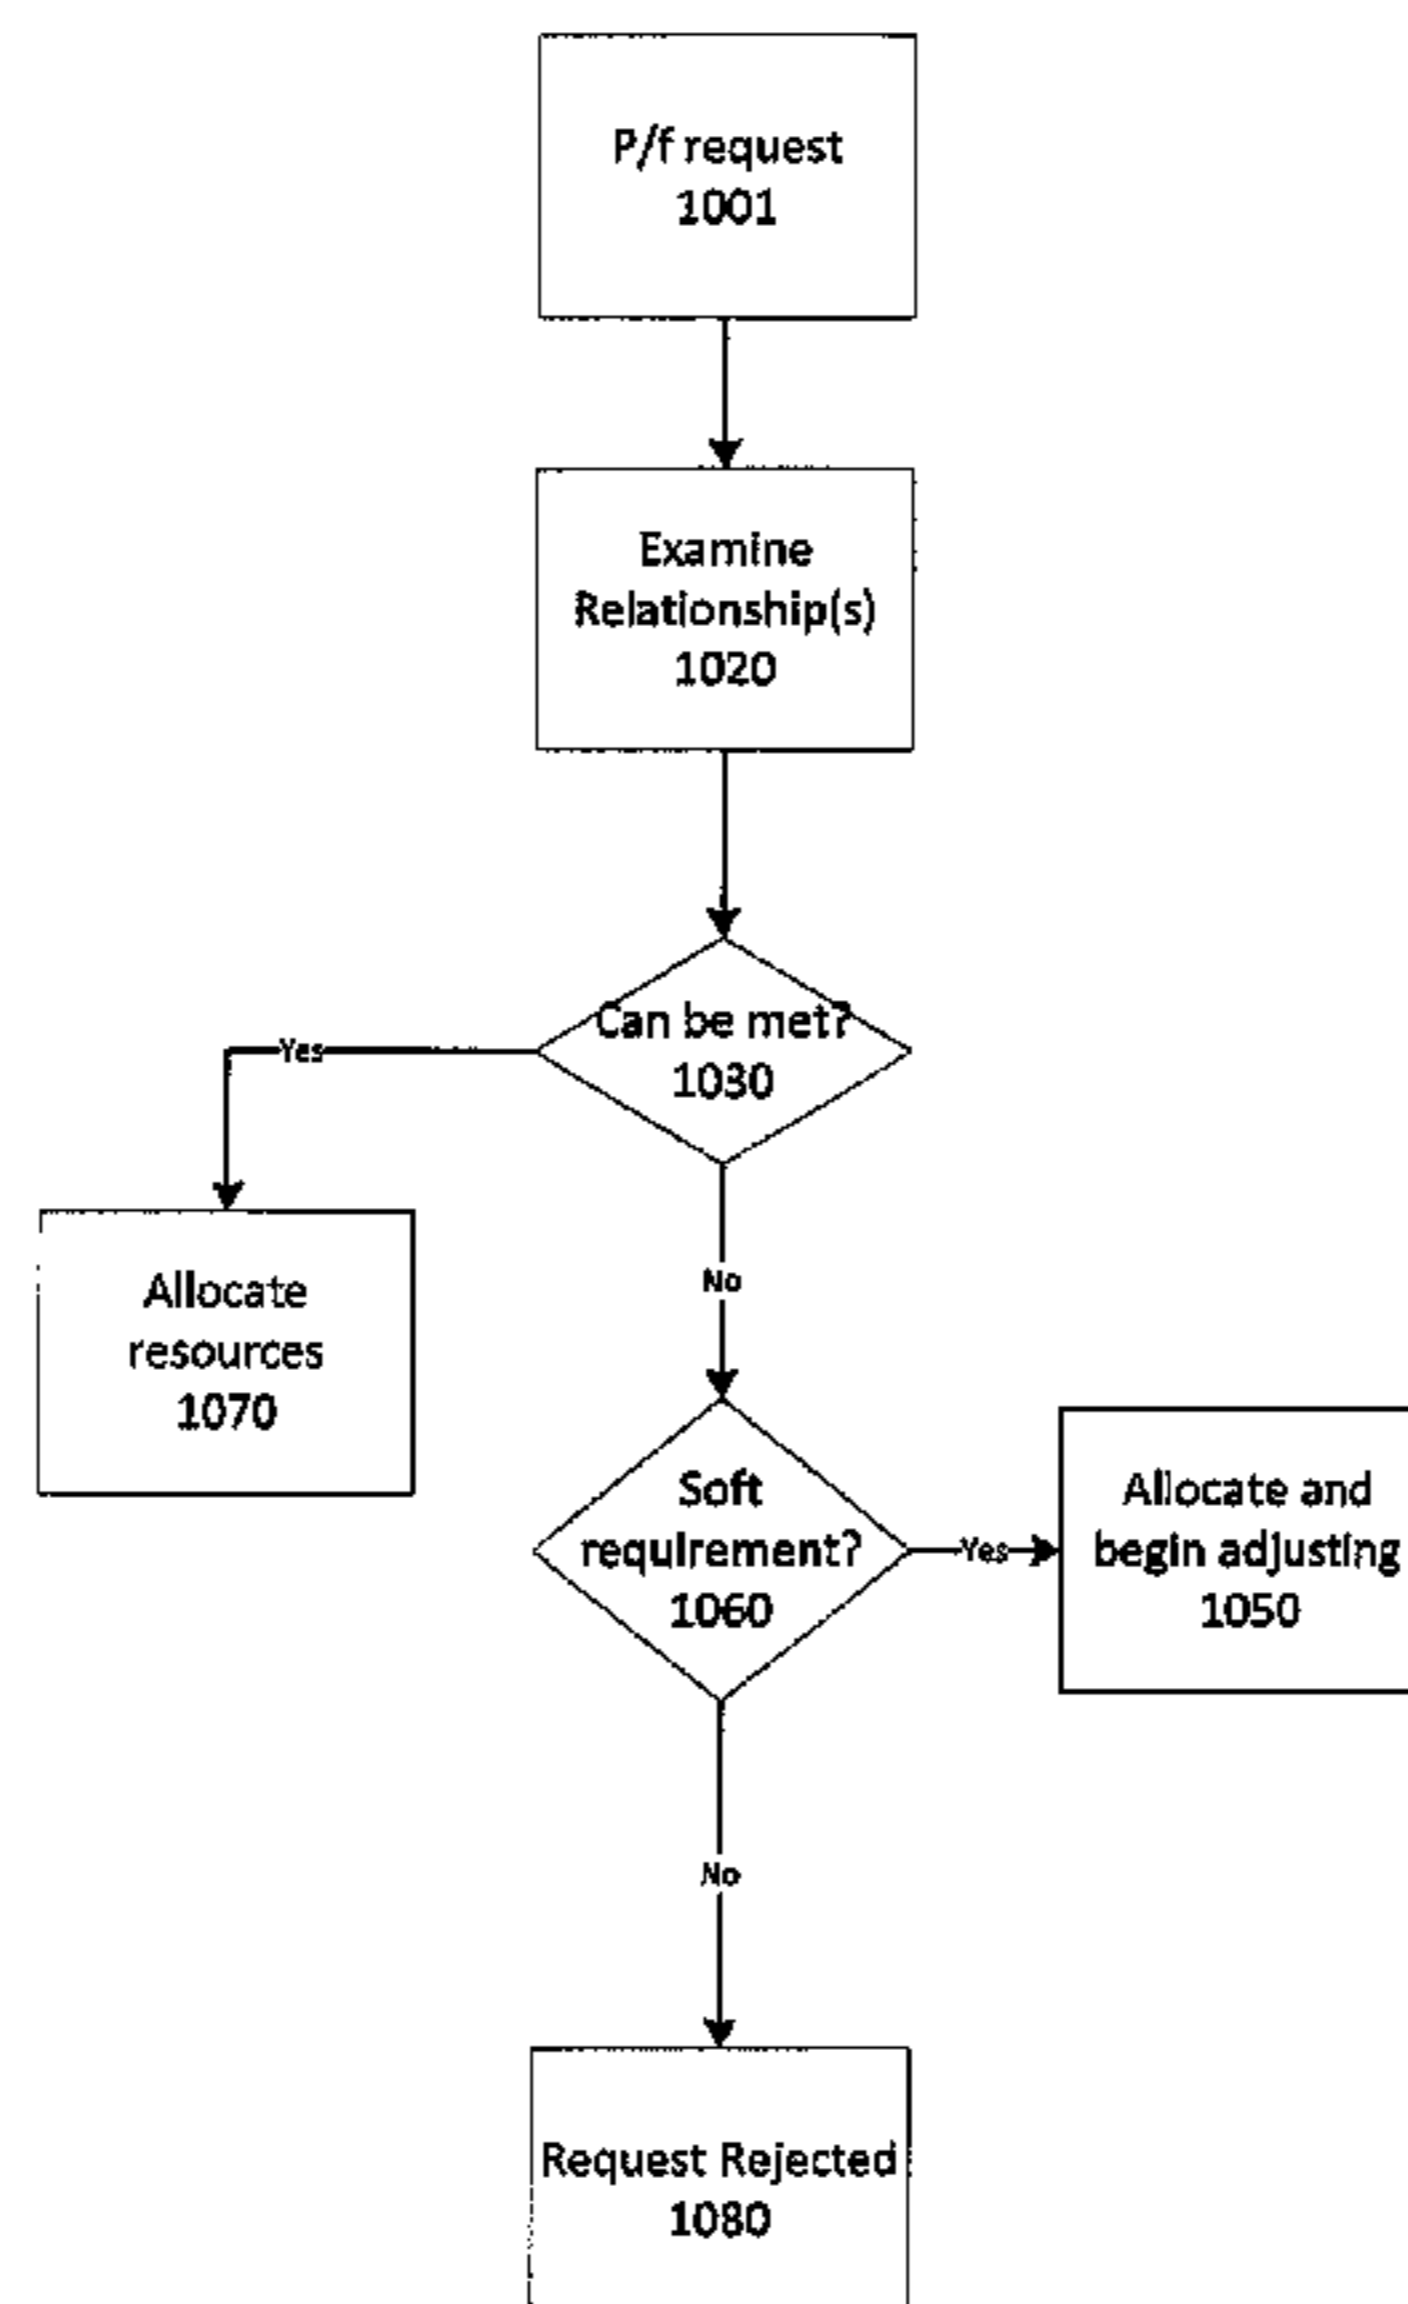 P/f request
1001
Examine
Relationship(s)
1020
Can be met?
1030
Yes
No
Allocate
resources
1070
Soft
requirement?
1060
Yes
Allocate and
begin adjusting
1050
No
Request Rejected
1080